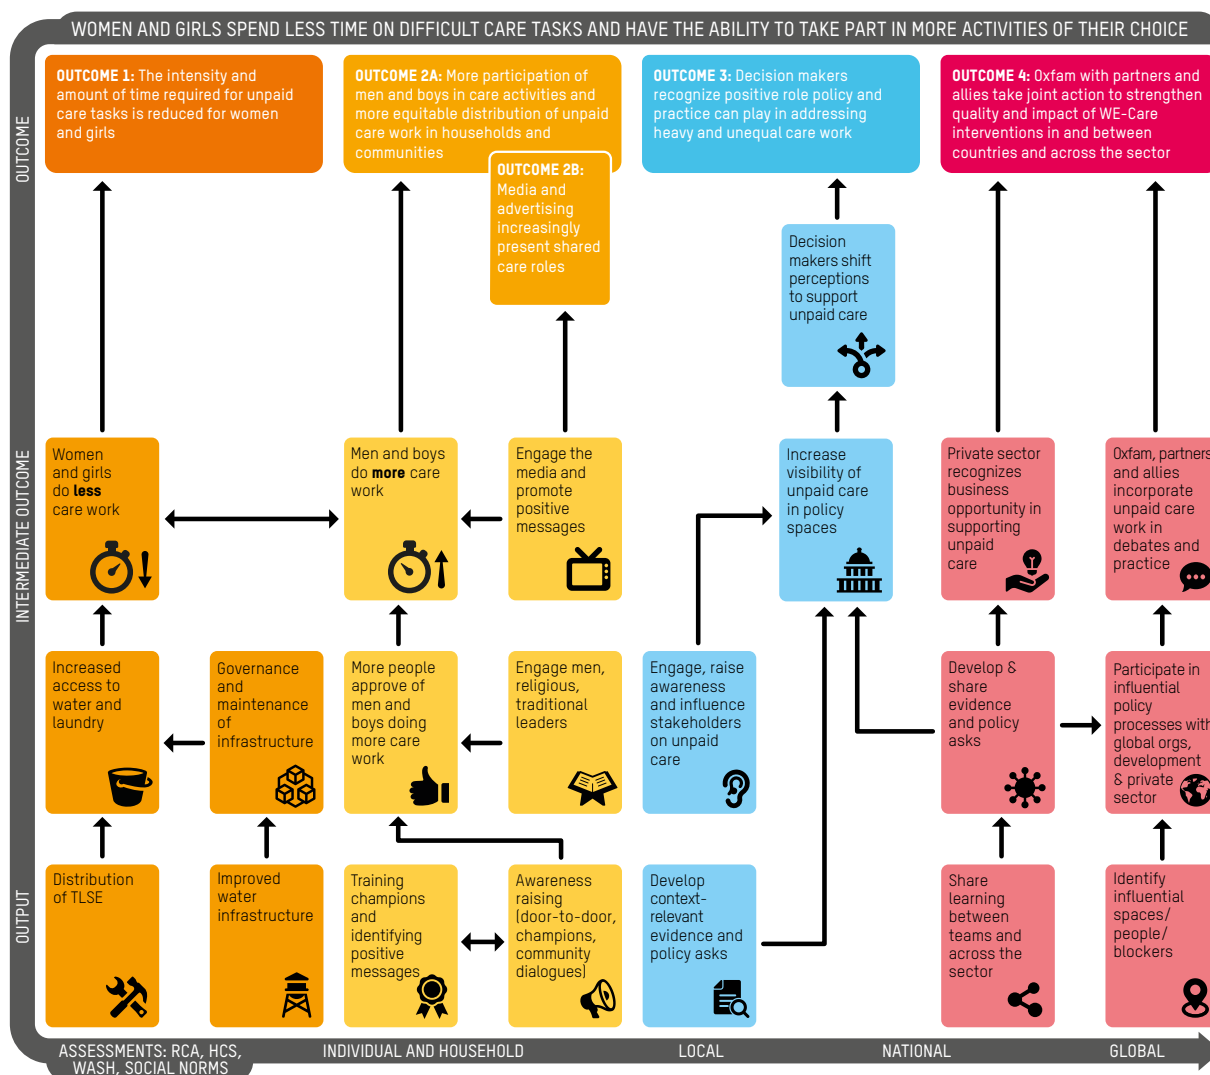 WOMEN AND GIRLS SPEND LESS TIME ON DIFFICULT CARE TASKS AND HAVE THE ABILITY TO TAKE PART IN MORE ACTIVITIES OF THEIR CHOICE
OUTCOME
OUTCOME 1: The intensity and
amount of time required for unpaid
care tasks is reduced for women
and girls
OUTCOME 2A: More participation of
men and boys in care activities and
more equitable distribution of unpaid
care work in households and
communities
OUTCOME 2B:
Media and
advertising
increasingly
present shared
care roles
OUTCOME 3: Decision makers
recognize positive role policy and
practice can play in addressing
heavy and unequal care work
OUTCOME 4: Oxfam with partners and
allies take joint action to strengthen
quality and impact of WE-Care
interventions in and between
countries and across the sector
Decision
makers shift
perceptions
to support
unpaid care
INTERMEDIATE OUTCOME
Women
and girls
do less
care work
Men and boys
do more care
work
Engage the
media and
promote
positive
messages
Increase
visibility of
unpaid care
in policy
spaces
Private sector
recognizes
business
opportunity in
supporting
unpaid
care
Oxfam, partners
and allies
incorporate
unpaid care
work in
debates and
practice
Increased
access to
water and
laundry
Governance
and
maintenance
of
infrastructure
More people
approve of
men and
boys doing
more care
work
Engage men,
religious,
traditional
leaders
Engage, raise
awareness
and influence
stakeholders
on unpaid
care
Develop &
share
evidence
and policy
asks
Participate in
influential
policy
processes with
global orgs,
development
& private
sector
OUTPUT
Distribution
of TLSE
Improved
water
infrastructure
Training
champions
and
identifying
positive
messages
Awareness
raising
(door-to-door,
champions,
community
dialogues)
Develop
context-
relevant
evidence and
policy asks
Share
learning
between
teams and
across the
sector
Identify
influential
spaces/
people/
blockers
ASSESSMENTS: RCA, HCS,
WASH, SOCIAL NORMS
INDIVIDUAL AND HOUSEHOLD
LOCAL
NATIONAL
GLOBAL